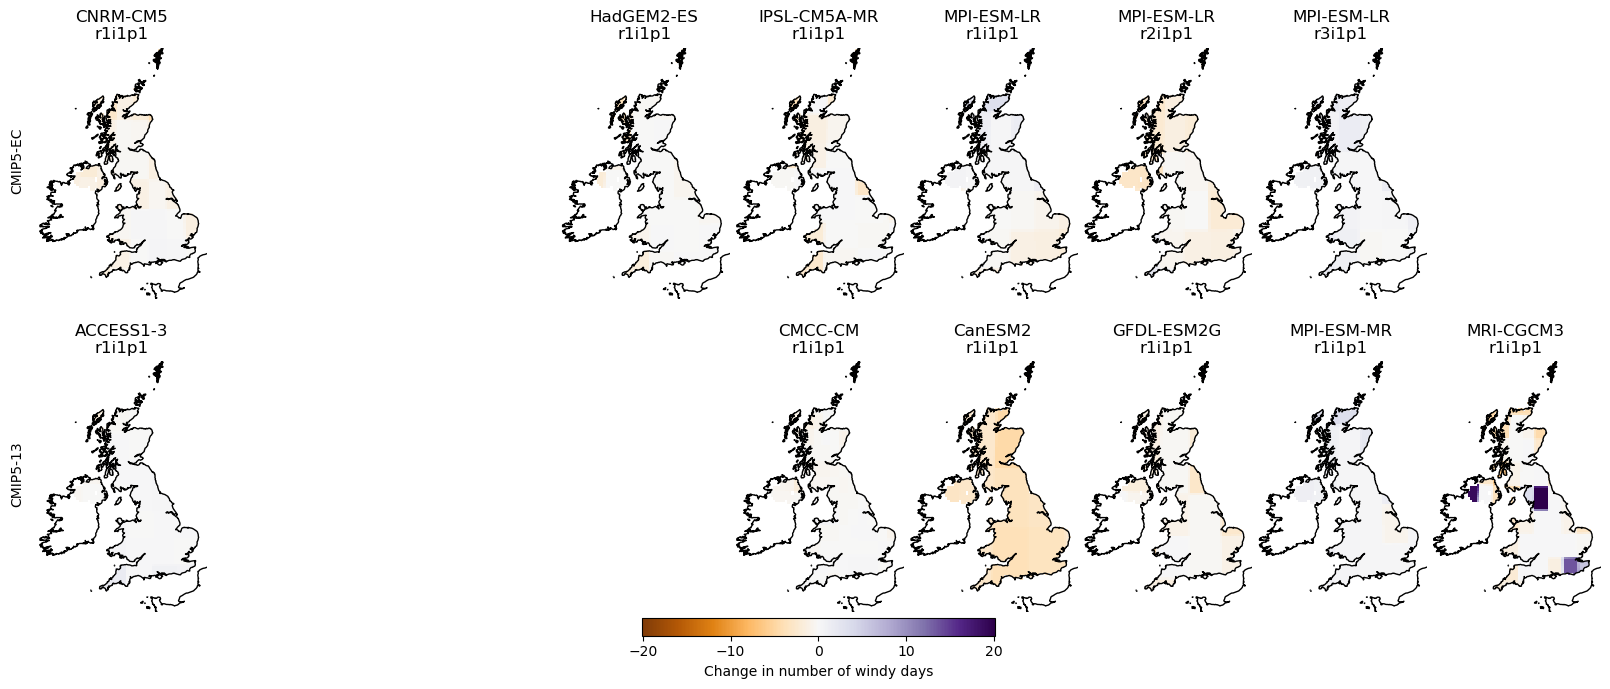 CNRM-CM5
r1i1p1
HadGEM2-ES
r1i1p1
IPSL-CM5A-MR
r1i1p1
MPI-ESM-LR
r1i1p1
MPI-ESM-LR
r2i1p1
MPI-ESM-LR
r3i1p1
CMIP5-EC
ACCESS1-3
r1i1p1
CMCC-CM
r1i1p1
CanESM2
r1i1p1
GFDL-ESM2G
r1i1p1
MPI-ESM-MR
r1i1p1
MRI-CGCM3
r1i1p1
CMIP5-13
−20 −10 0 10 20
Change in number of windy days